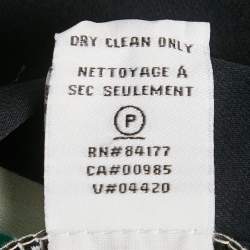 DRY CLEAN ONLY
NETTOYAGE À
SEC SEULEMENT
P
RN#84177
CA#00985
V#04420